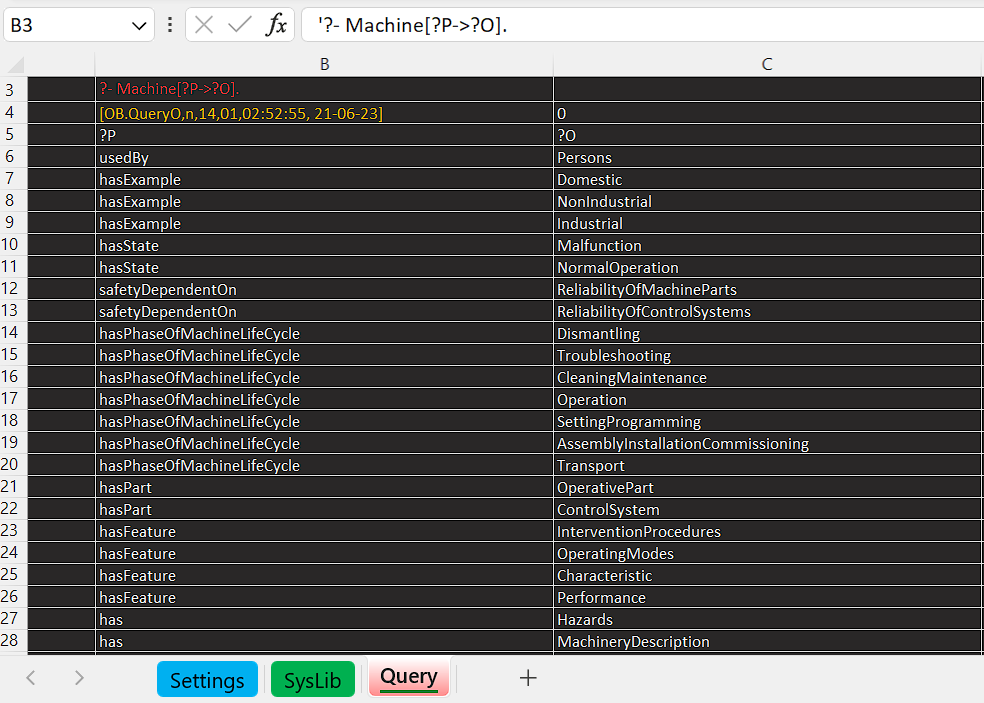 B3 fx '?- Machine[?P->?O].
B C
3 ?- Machine[?P->?O].
4 [OB.QueryO,n,14,01,02:52:55, 21-06-23] 0
5 ?P ?O
6 usedBy Persons
7 hasExample Domestic
8 hasExample NonIndustrial
9 hasExample Industrial
10 hasState Malfunction
11 hasState NormalOperation
12 safetyDependentOn ReliabilityOfMachineParts
13 safetyDependentOn ReliabilityOfControlSystems
14 hasPhaseOfMachineLifeCycle Dismantling
15 hasPhaseOfMachineLifeCycle Troubleshooting
16 hasPhaseOfMachineLifeCycle CleaningMaintenance
17 hasPhaseOfMachineLifeCycle Operation
18 hasPhaseOfMachineLifeCycle SettingProgramming
19 hasPhaseOfMachineLifeCycle AssemblyInstallationCommissioning
20 hasPhaseOfMachineLifeCycle Transport
21 hasPart OperativePart
22 hasPart ControlSystem
23 hasFeature InterventionProcedures
24 hasFeature OperatingModes
25 hasFeature Characteristic
26 hasFeature Performance
27 has Hazards
28 has MachineryDescription
Settings SysLib Query